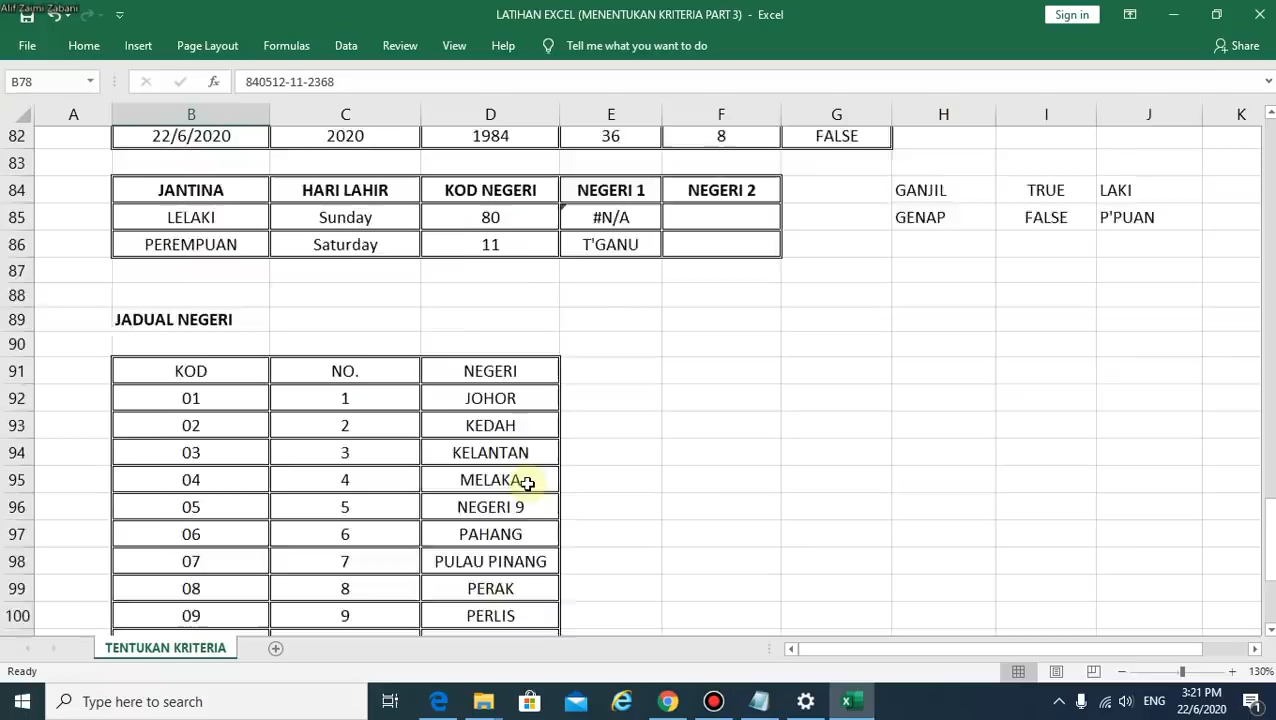 Alif Zaimi Zabani
LATIHAN EXCEL (MENENTUKAN KRITERIA PART 3) - Excel
Sign in
File Home Insert Page Layout Formulas Data Review View Help Tell me what you want to do Share
B78 fx 840512-11-2368
A B C D E F G H I J K
82 22/6/2020 2020 1984 36 8 FALSE
83
84 JANTINA HARI LAHIR KOD NEGERI NEGERI 1 NEGERI 2 GANJIL TRUE LAKI
85 LELAKI Sunday 80 #N/A GENAP FALSE P'PUAN
86 PEREMPUAN Saturday 11 T'GANU
87
88
89 JADUAL NEGERI
90
91 KOD NO. NEGERI
92 01 1 JOHOR
93 02 2 KEDAH
94 03 3 KELANTAN
95 04 4 MELAKA
96 05 5 NEGERI 9
97 06 6 PAHANG
98 07 7 PULAU PINANG
99 08 8 PERAK
100 09 9 PERLIS
TENTUKAN KRITERIA
Ready 130%
Type here to search ENG 3:21 PM
22/6/2020 1